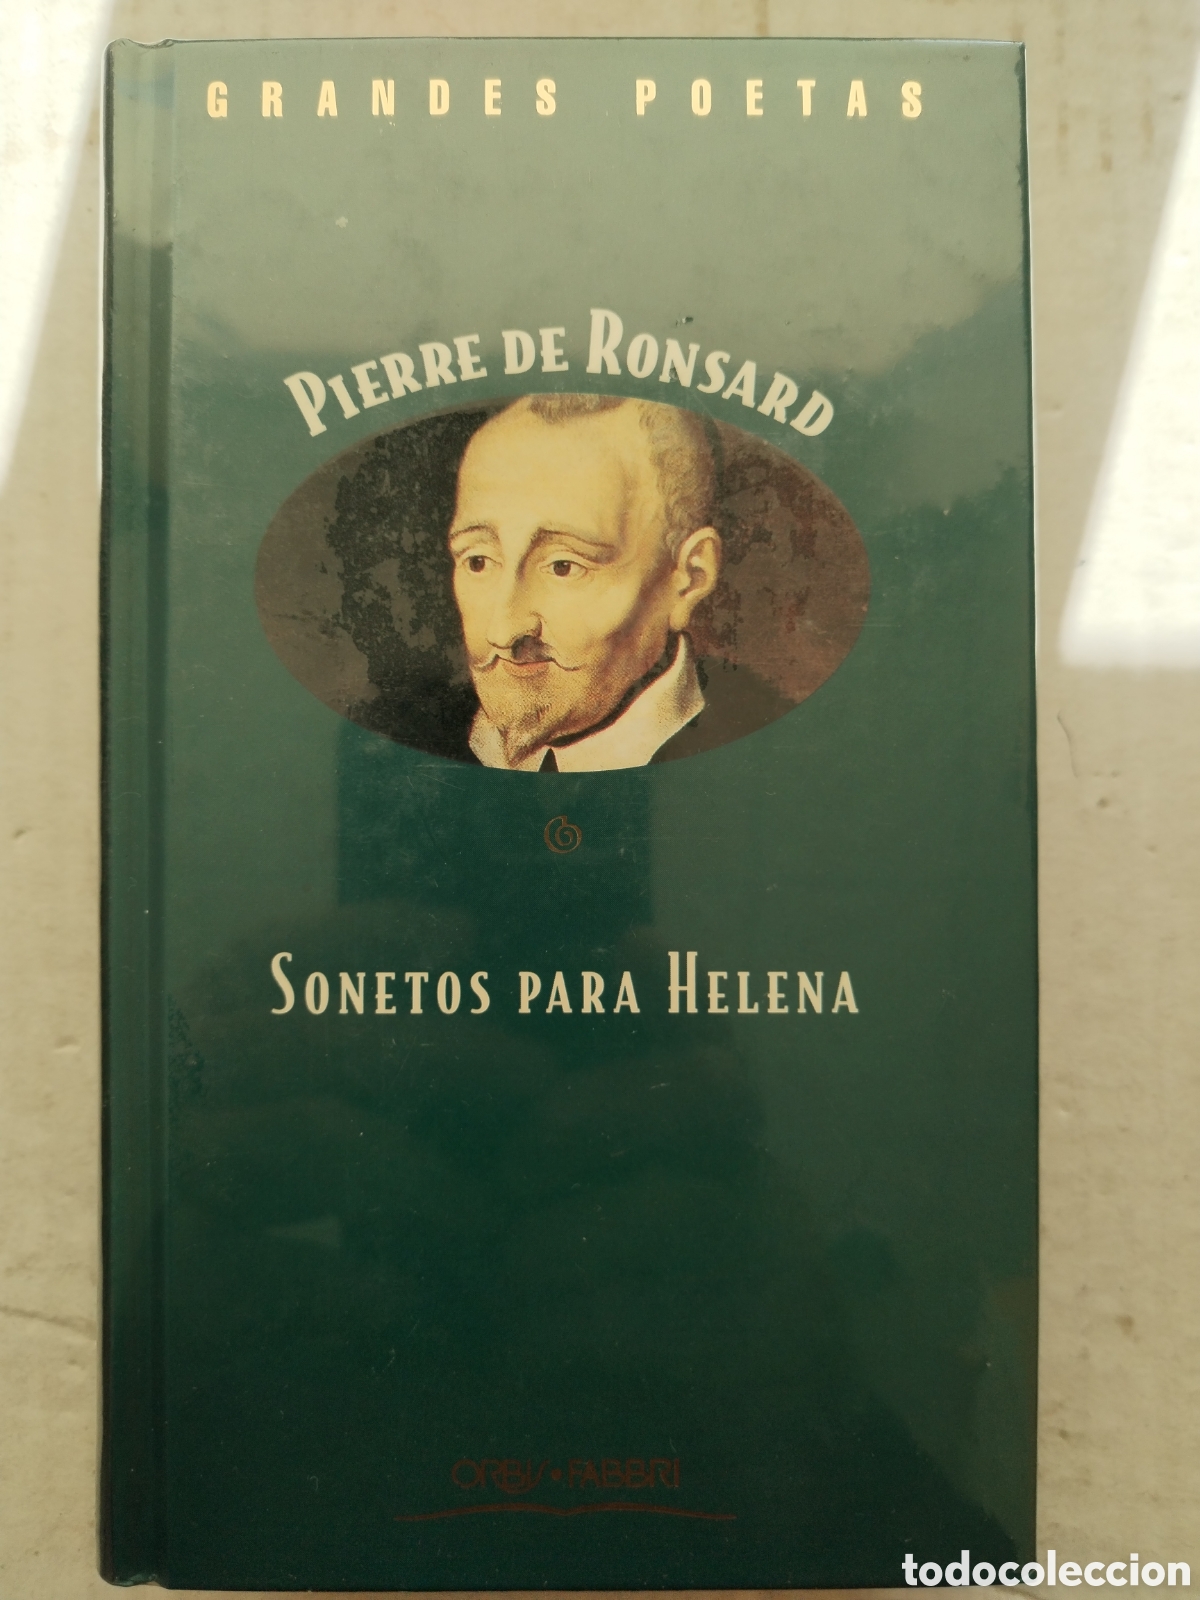 GRANDES POETAS
PIERRE DE RONSARD
SONETOS PARA HELENA
ORBIS • FABBRI
todocoleccion